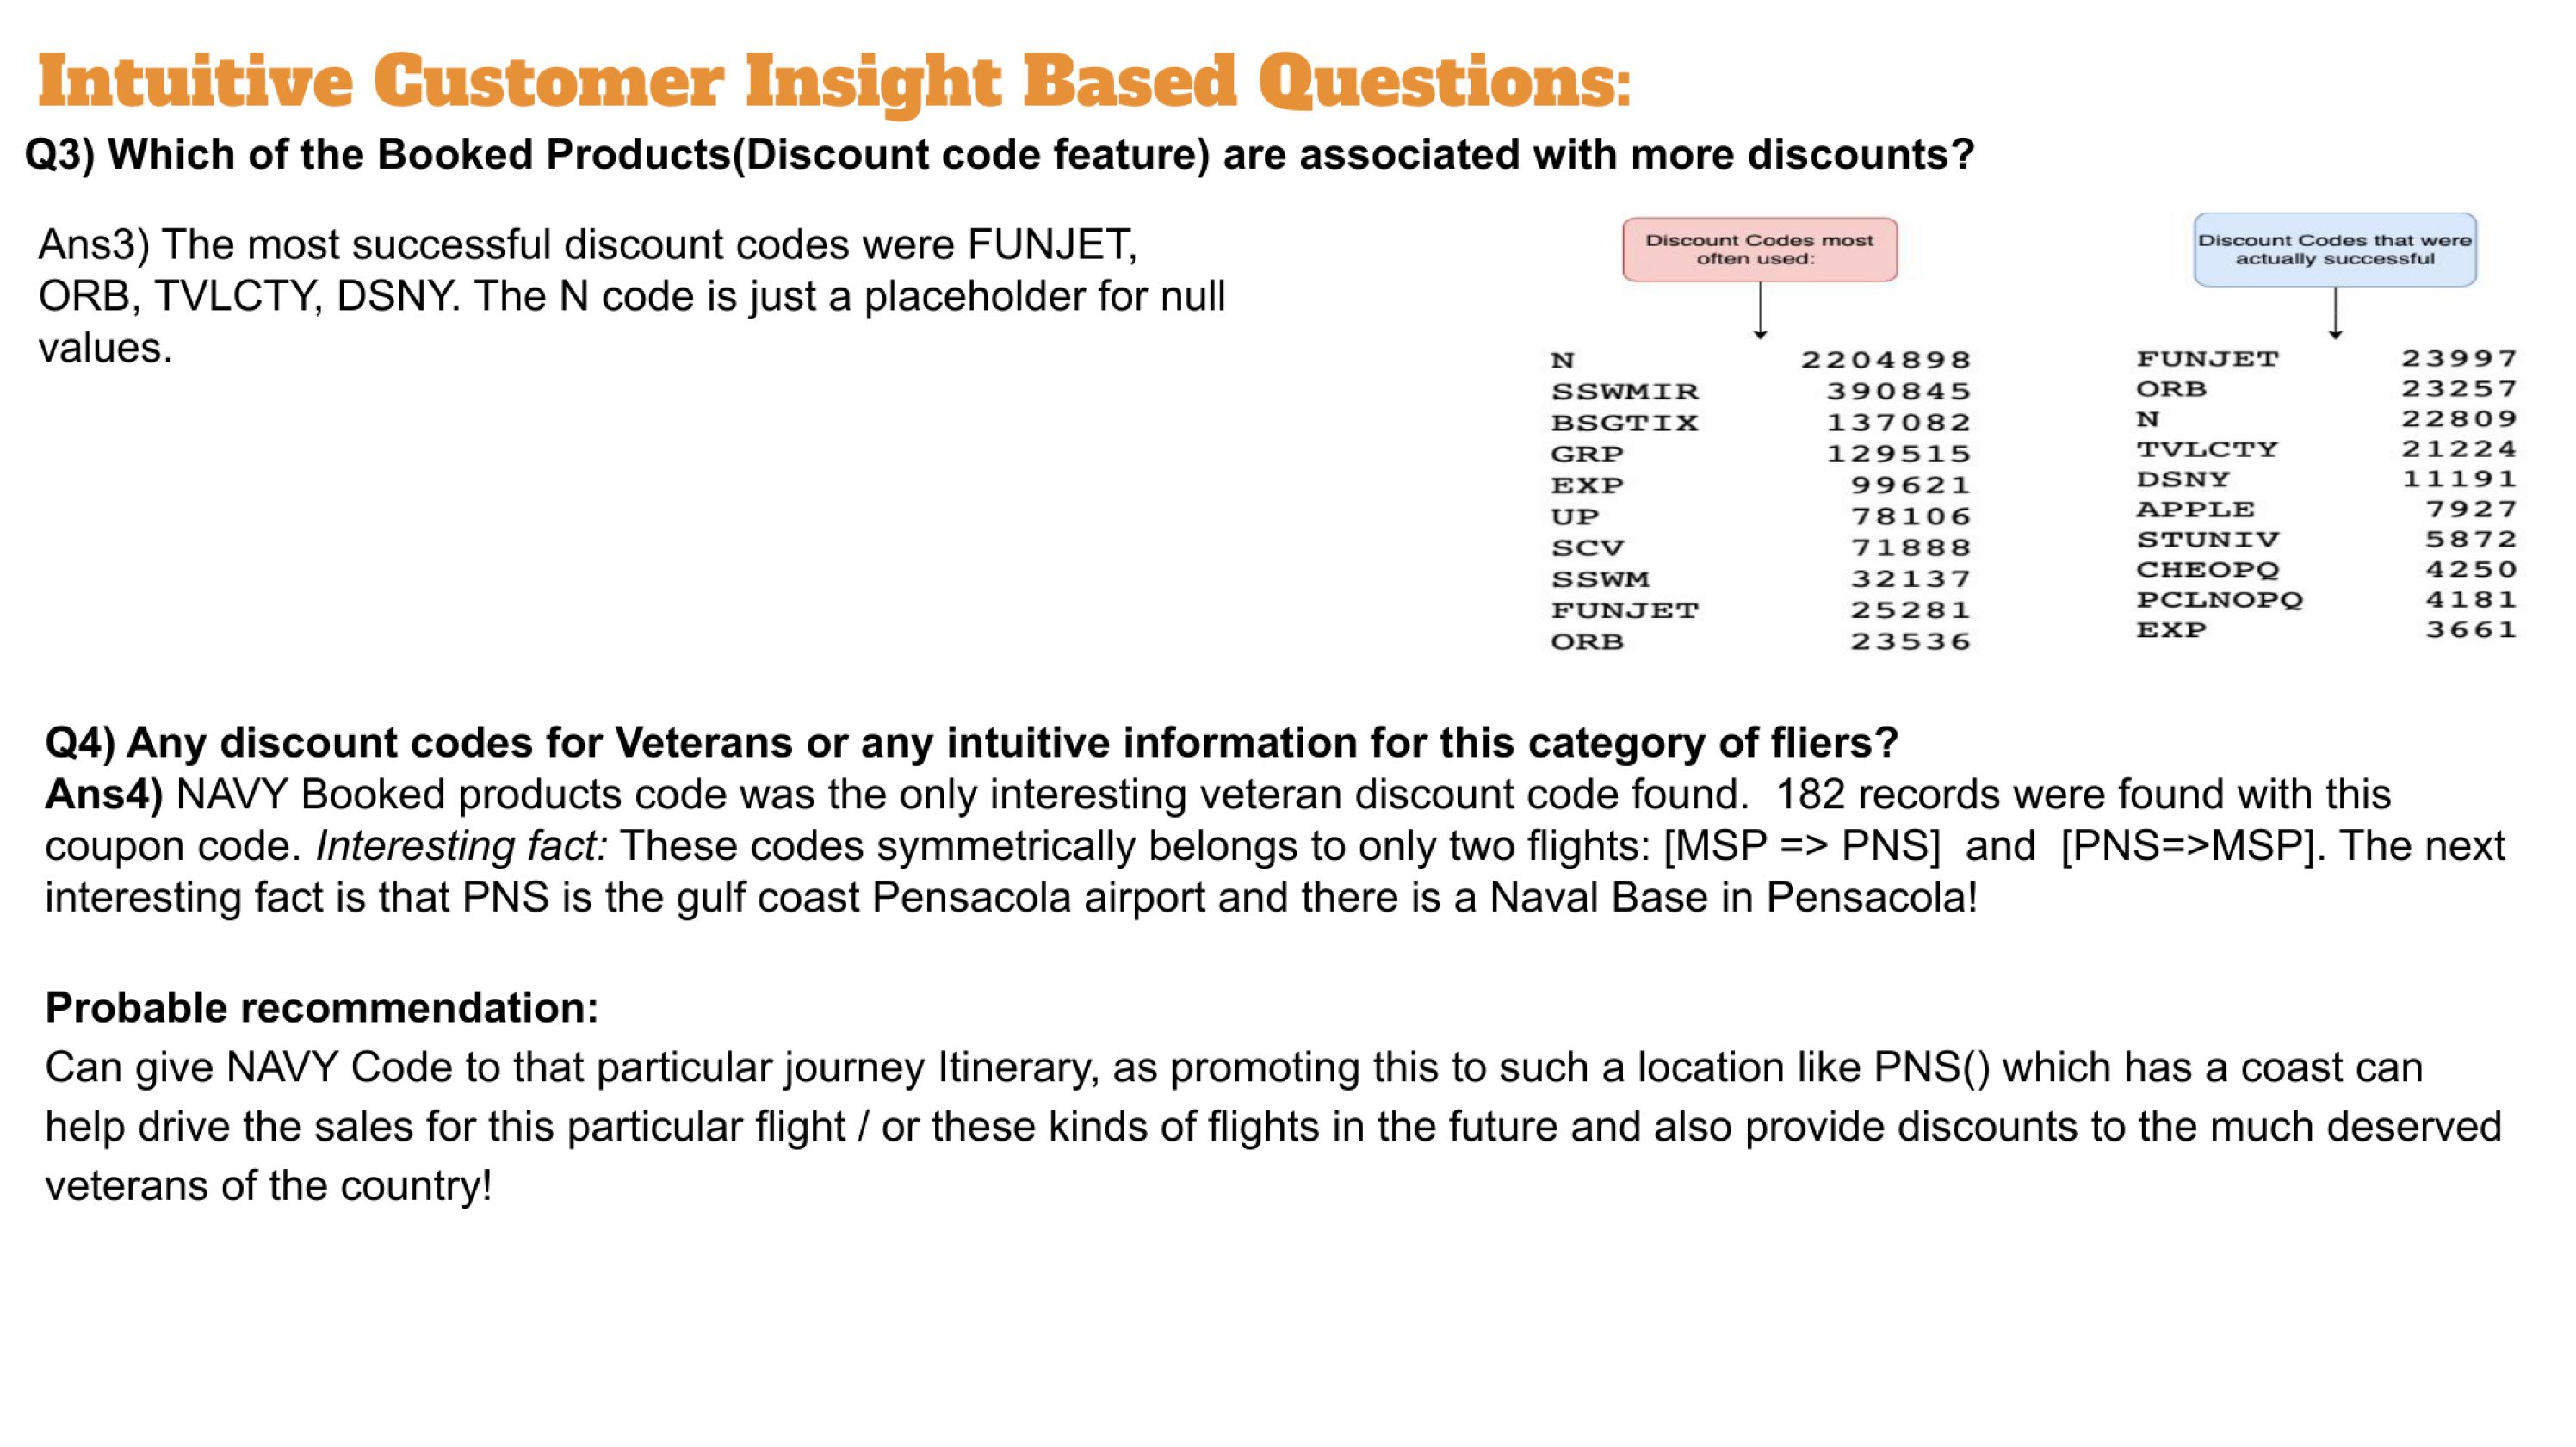 Intuitive Customer Insight Based Questions:
Q3) Which of the Booked Products(Discount code feature) are associated with more discounts?
Ans3) The most successful discount codes were FUNJET,
ORB, TVLCTY, DSNY. The N code is just a placeholder for null
values.
Discount Codes most
often used:
N 2204898
SSWMIR 390845
BSGTIX 137082
GRP 129515
EXP 99621
UP 78106
SCV 71888
SSWM 32137
FUNJET 25281
ORB 23536
Discount Codes that were
actually successful
FUNJET 23997
ORB 23257
N 22809
TVLCTY 21224
DSNY 11191
APPLE 7927
STUNIV 5872
CHEOPQ 4250
PCLNOPQ 4181
EXP 3661
Q4) Any discount codes for Veterans or any intuitive information for this category of fliers?
Ans4) NAVY Booked products code was the only interesting veteran discount code found.  182 records were found with this
coupon code. Interesting fact: These codes symmetrically belongs to only two flights: [MSP => PNS]  and  [PNS=>MSP]. The next
interesting fact is that PNS is the gulf coast Pensacola airport and there is a Naval Base in Pensacola!
Probable recommendation:
Can give NAVY Code to that particular journey Itinerary, as promoting this to such a location like PNS() which has a coast can
help drive the sales for this particular flight / or these kinds of flights in the future and also provide discounts to the much deserved
veterans of the country!